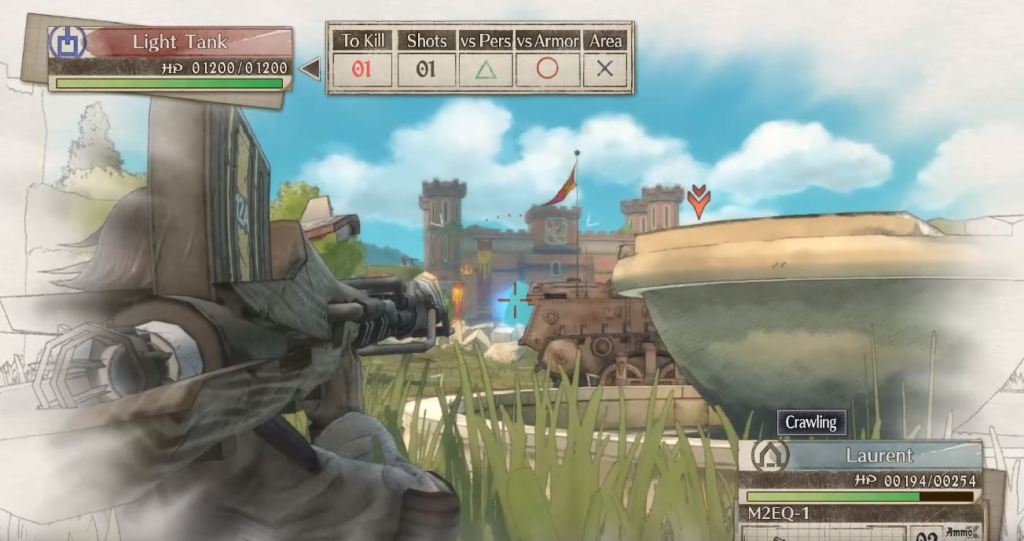 Light Tank
HP 01200/01200
To Kill Shots vs Pers vs Armor Area
01 01 △ ○ ×
Crawling
Laurent
HP 00194/00254
M2EQ-1
02 Ammo